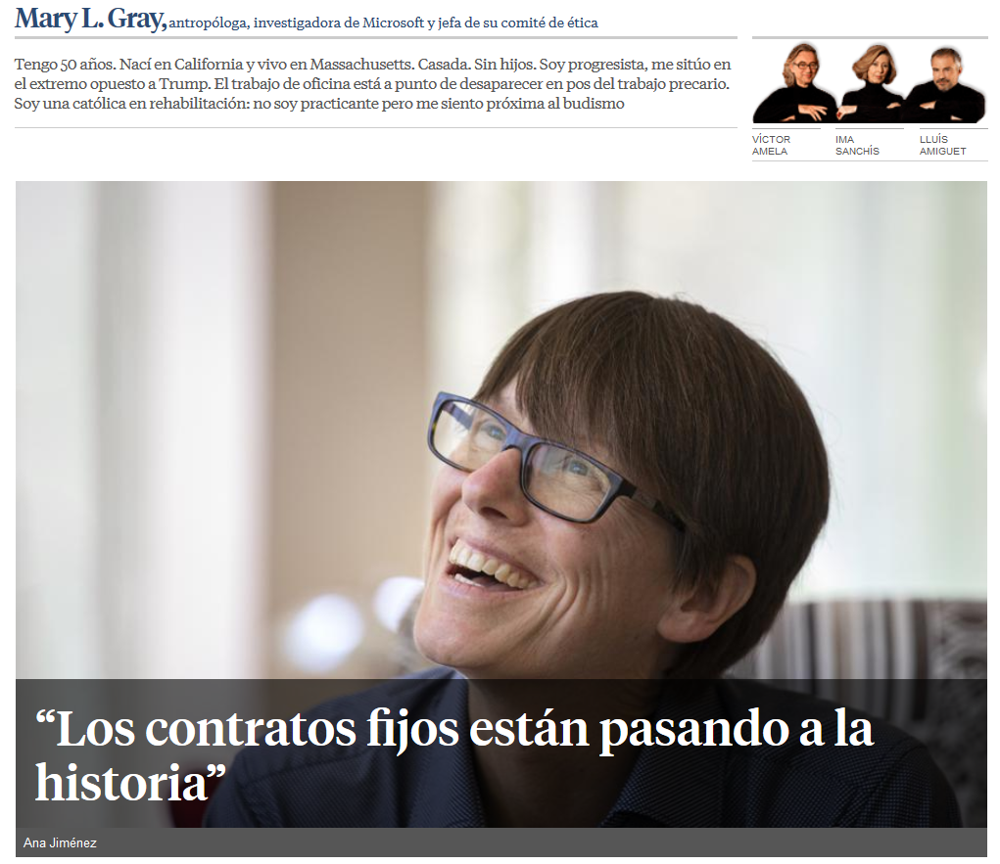 Mary L. Gray, antropóloga, investigadora de Microsoft y jefa de su comité de ética
Tengo 50 años. Nací en California y vivo en Massachusetts. Casada. Sin hijos. Soy progresista, me sitúo en
el extremo opuesto a Trump. El trabajo de oficina está a punto de desaparecer en pos del trabajo precario.
Soy una católica en rehabilitación: no soy practicante pero me siento próxima al budismo
VÍCTOR
AMELA
IMA
SANCHÍS
LLUÍS
AMIGUET
“Los contratos fijos están pasando a la
historia”
Ana Jiménez